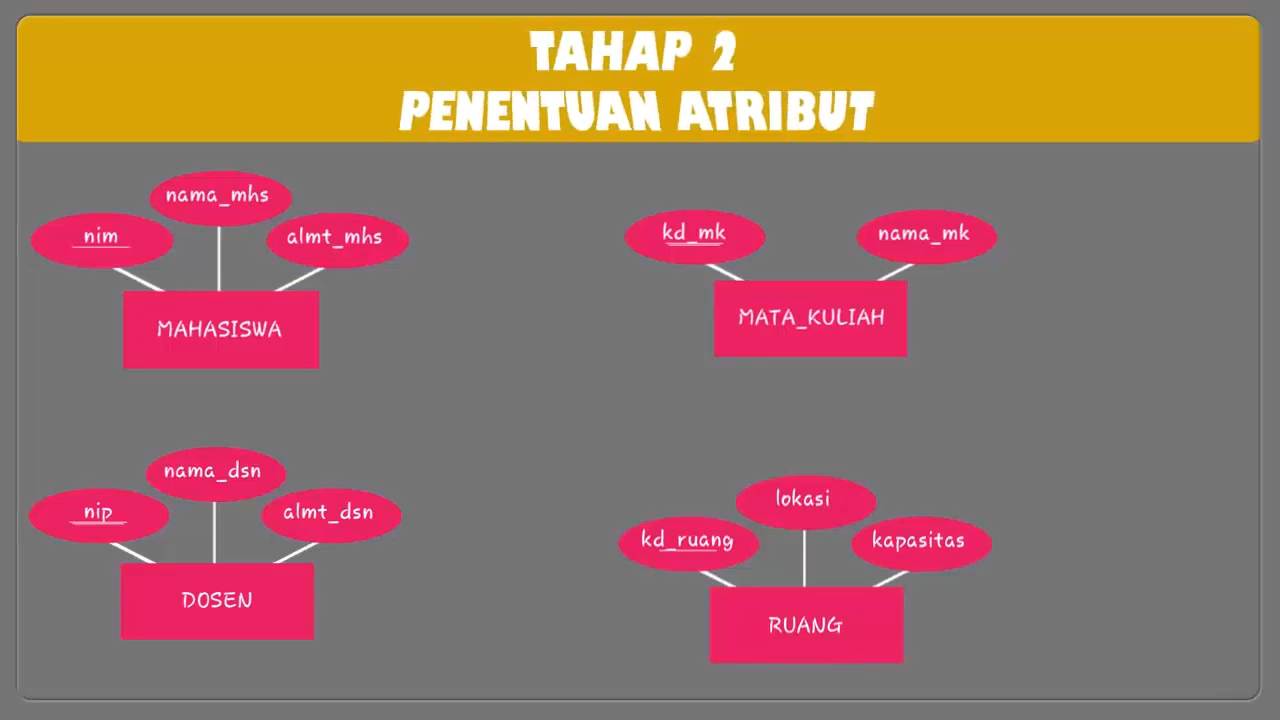 TAHAP 2
PENENTUAN ATRIBUT
nama_mhs
nim
almt_mhs
MAHASISWA
kd_mk
nama_mk
MATA_KULIAH
nama_dsn
nip
almt_dsn
DOSEN
lokasi
kd_ruang
kapasitas
RUANG